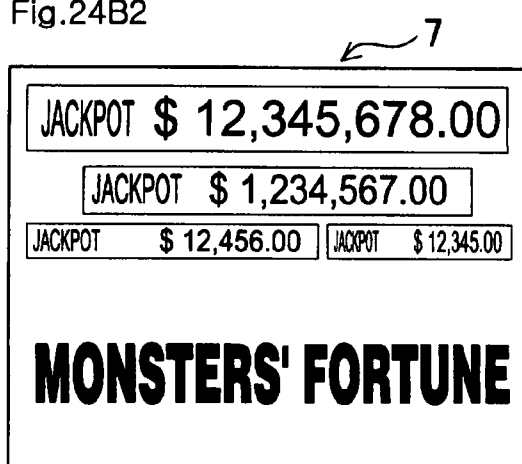 Fig.24B2
7
JACKPOT $ 12,345,678.00
JACKPOT $ 1,234,567.00
JACKPOT $ 12,456.00 JACKPOT $ 12,345.00
MONSTERS' FORTUNE